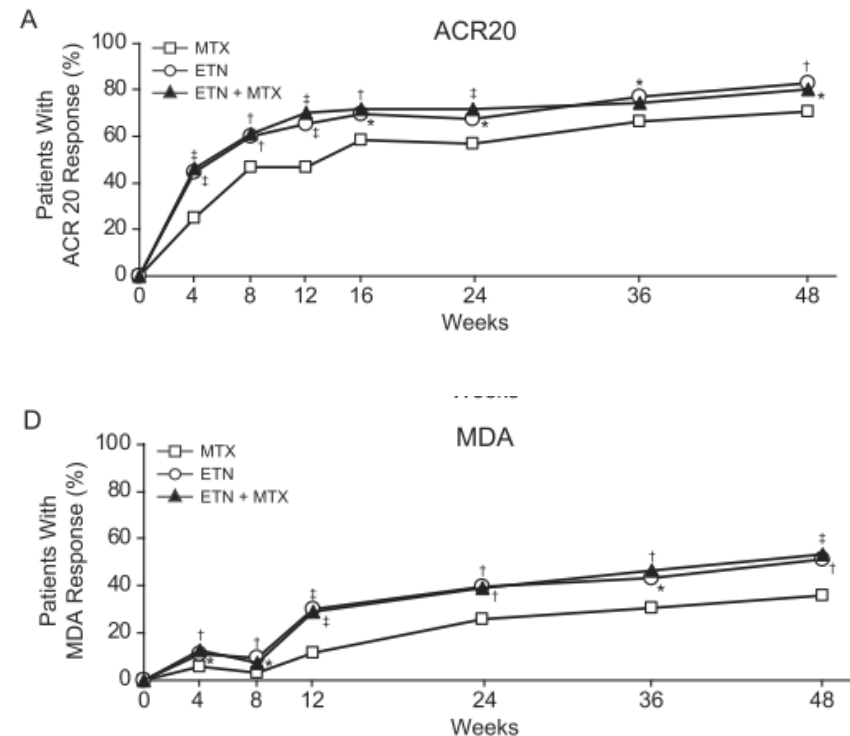 A
ACR20
Patients With
ACR 20 Response (%)
100
80
60
40
20
0
MTX
ETN
ETN + MTX
‡ ‡ † † ‡ ‡ † * ‡ * * † *
0 4 8 12 16 24 36 48
Weeks
D
MDA
Patients With
MDA Response (%)
100
80
60
40
20
0
MTX
ETN
ETN + MTX
† * † * ‡ ‡ † † † * ‡ †
0 4 8 12 24 36 48
Weeks